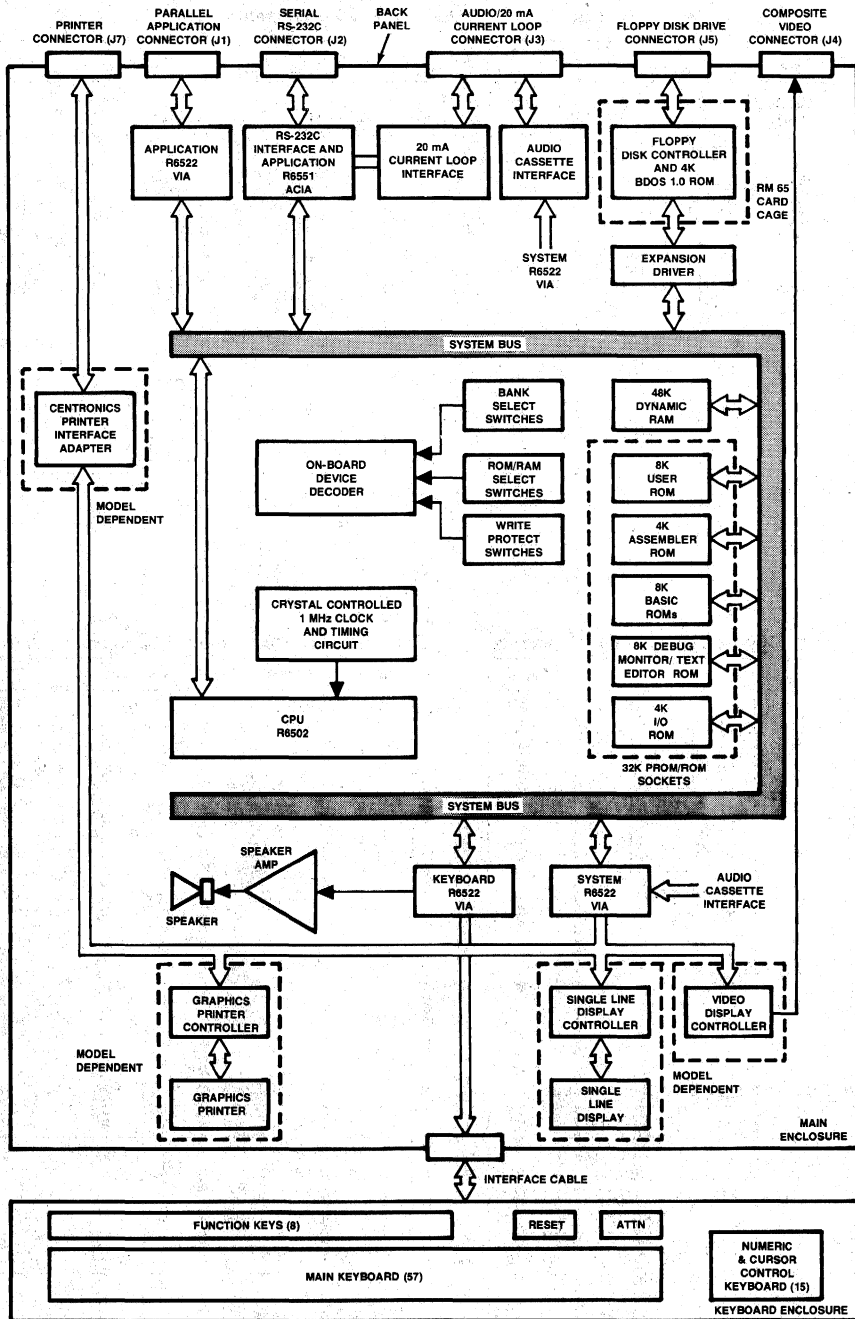 PRINTER
CONNECTOR (J7)
PARALLEL
APPLICATION
CONNECTOR (J1)
SERIAL
RS-232C
CONNECTOR (J2)
BACK
PANEL
AUDIO/20 mA
CURRENT LOOP
CONNECTOR (J3)
FLOPPY DISK DRIVE
CONNECTOR (J5)
COMPOSITE
VIDEO
CONNECTOR (J4)
APPLICATION
R6522
VIA
RS-232C
INTERFACE AND
APPLICATION
R6551
ACIA
20 mA
CURRENT LOOP
INTERFACE
AUDIO
CASSETTE
INTERFACE
FLOPPY
DISK CONTROLLER
AND 4K
BDOS 1.0 ROM
RM 65
CARD
CAGE
SYSTEM
R6522
VIA
EXPANSION
DRIVER
SYSTEM BUS
CENTRONICS
PRINTER
INTERFACE
ADAPTER
MODEL
DEPENDENT
ON-BOARD
DEVICE
DECODER
BANK
SELECT
SWITCHES
ROM/RAM
SELECT
SWITCHES
WRITE
PROTECT
SWITCHES
48K
DYNAMIC
RAM
8K
USER
ROM
4K
ASSEMBLER
ROM
8K
BASIC
ROMs
8K DEBUG
MONITOR/ TEXT
EDITOR ROM
4K
I/O
ROM
32K PROM/ROM
SOCKETS
CRYSTAL CONTROLLED
1 MHz CLOCK
AND TIMING
CIRCUIT
CPU
R6502
SYSTEM BUS
SPEAKER
AMP
SPEAKER
KEYBOARD
R6522
VIA
SYSTEM
R6522
VIA
AUDIO
CASSETTE
INTERFACE
GRAPHICS
PRINTER
CONTROLLER
MODEL
DEPENDENT
GRAPHICS
PRINTER
SINGLE LINE
DISPLAY
CONTROLLER
SINGLE
LINE
DISPLAY
VIDEO
DISPLAY
CONTROLLER
MODEL
DEPENDENT
MAIN
ENCLOSURE
INTERFACE CABLE
FUNCTION KEYS (8)
RESET
ATTN
MAIN KEYBOARD (57)
NUMERIC
& CURSOR
CONTROL
KEYBOARD (15)
KEYBOARD ENCLOSURE